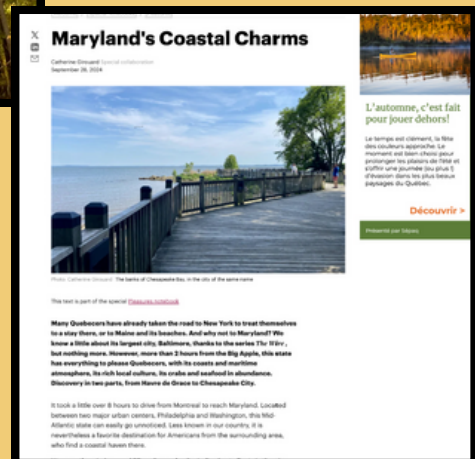 Maryland's Coastal Charms
Catherine Girouard Special collaboration
September 28, 2024
Photo: Catherine Girouard The banks of Chesapeake Bay, in the city of the same name
This text is part of the special Pleasures notebook
Many Quebecers have already taken the road to New York to treat themselves
to a stay there, or to Maine and its beaches. And why not to Maryland? We
know a little about its largest city, Baltimore, thanks to the series The Wire ,
but nothing more. However, more than 2 hours from the Big Apple, this state
has everything to please Quebecers, with its coasts and maritime
atmosphere, its rich local culture, its crabs and seafood in abundance.
Discovery in two parts, from Havre de Grace to Chesapeake City.
It took a little over 8 hours to drive from Montreal to reach Maryland. Located
between two major urban centers, Philadelphia and Washington, this Mid-
Atlantic state can easily go unnoticed. Less known in our country, it is
nevertheless a favorite destination for Americans from the surrounding area,
who find a coastal haven there.
L'automne, c'est fait
pour jouer dehors!
Le temps est clément, la fête
des couleurs approche. Le
moment est bien choisi pour
prolonger les plaisirs de l'été et
s'offrir une journée (ou plus !)
d'évasion dans les plus beaux
paysages du Québec.
Découvrir >
Présenté par Sépaq